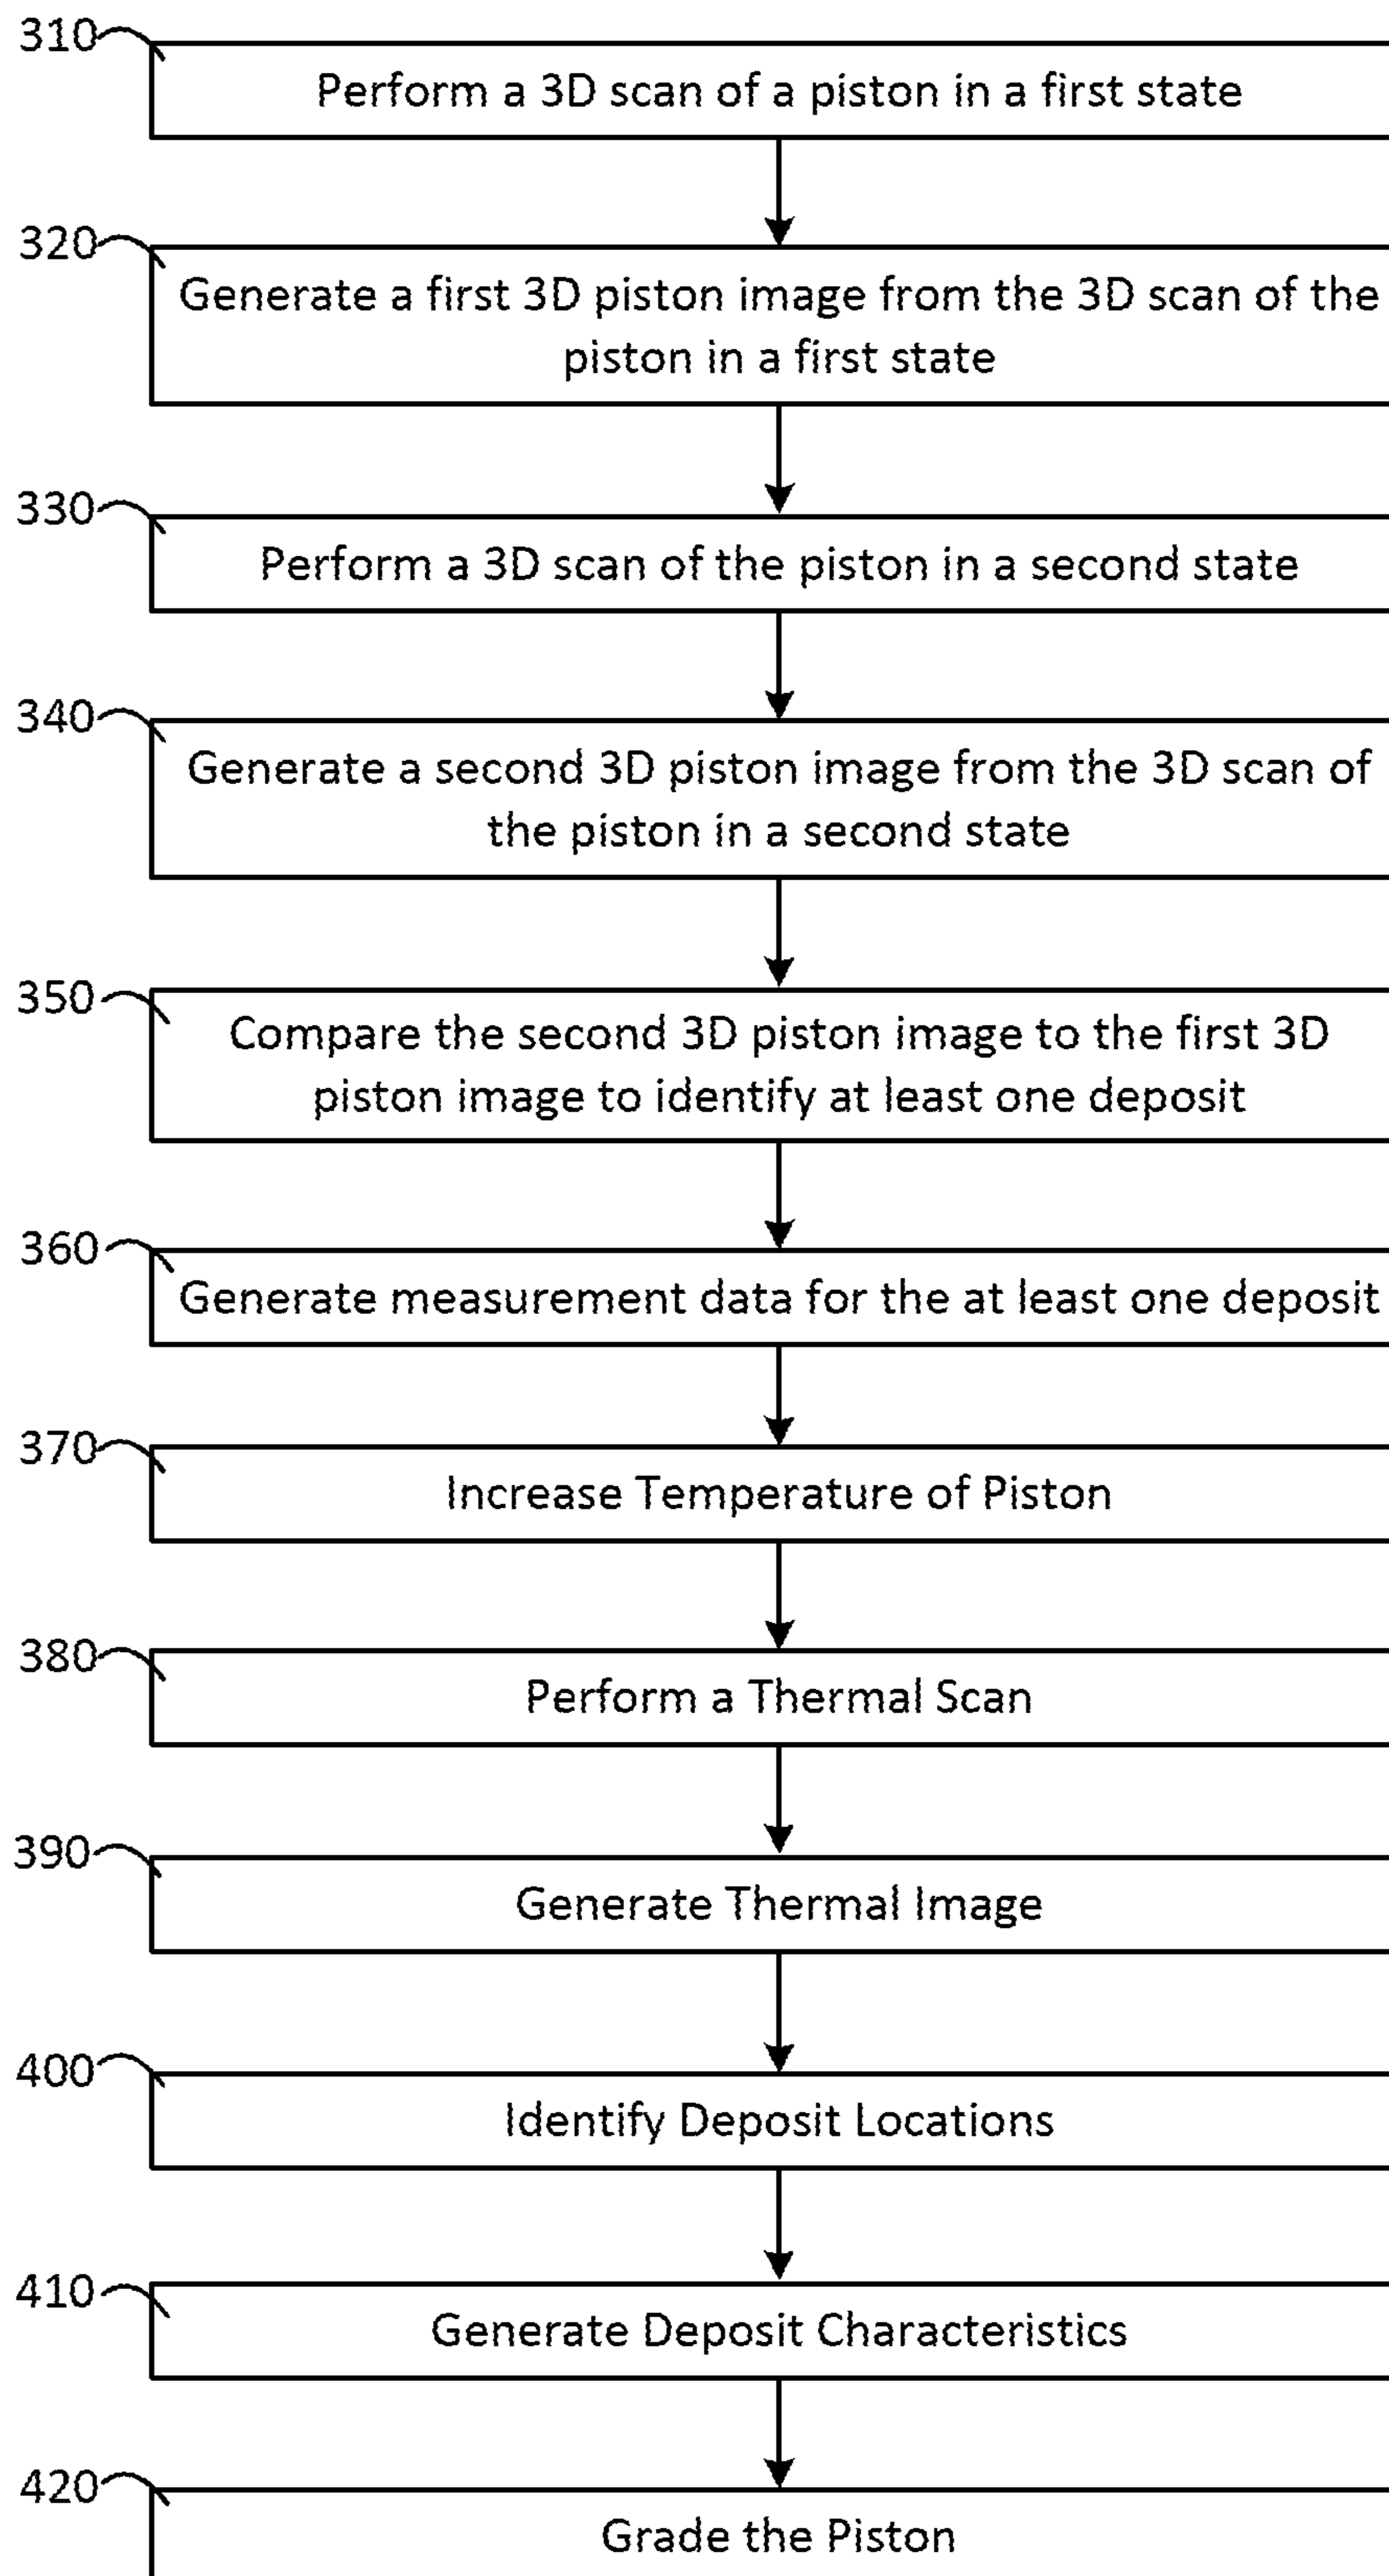 310
Perform a 3D scan of a piston in a first state
320
Generate a first 3D piston image from the 3D scan of the
piston in a first state
330
Perform a 3D scan of the piston in a second state
340
Generate a second 3D piston image from the 3D scan of
the piston in a second state
350
Compare the second 3D piston image to the first 3D
piston image to identify at least one deposit
360
Generate measurement data for the at least one deposit
370
Increase Temperature of Piston
380
Perform a Thermal Scan
390
Generate Thermal Image
400
Identify Deposit Locations
410
Generate Deposit Characteristics
420
Grade the Piston